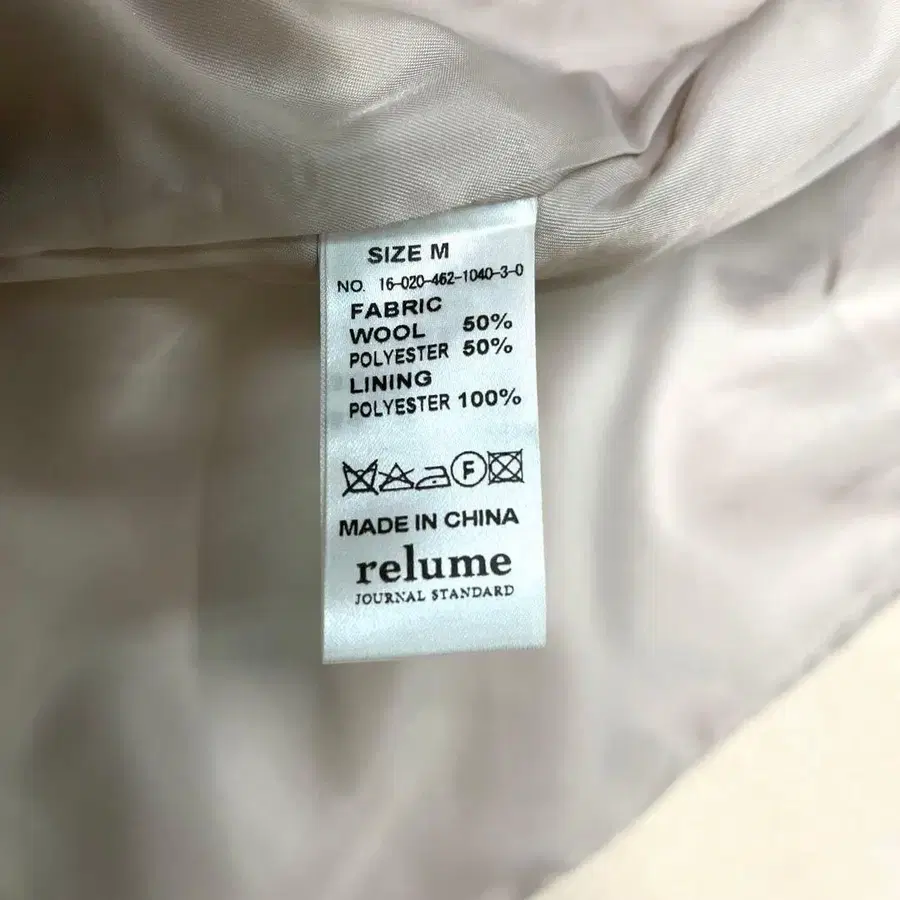 SIZE M
NO. 16-020-462-1040-3-0
FABRIC
WOOL 50%
POLYESTER 50%
LINING
POLYESTER 100%
F
MADE IN CHINA
relume
JOURNAL STANDARD